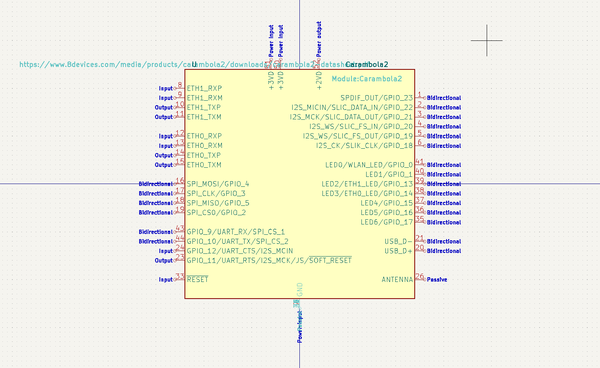 Power input
Power input
Power output
https://www.8devices.com/media/products/carambola2/download
U
Carambola2
Module:Carambola2
+3VD
+3VD
+2VD
Input
ETH1_RXP
Input
9
ETH1_RXM
Output
10
ETH1_TXP
Output
11
ETH1_TXM
Input
12
ETH0_RXP
Input
13
ETH0_RXM
Output
14
ETH0_TXP
Output
15
ETH0_TXM
Bidirectional
16
SPI_MOSI/GPIO_4
Bidirectional
17
SPI_CLK/GPIO_3
Bidirectional
18
SPI_MISO/GPIO_5
Bidirectional
19
SPI_CS0/GPIO_2
Bidirectional
43
GPIO_9/UART_RX/SPI_CS_1
Bidirectional
44
GPIO_10/UART_TX/SPI_CS_2
Input
GPIO_12/UART_CTS/I2S_MCIN
Output
23
GPIO_11/UART_RTS/I2S_MCK/JS/SOFT_RESET
Input
33
RESET
SPDIF_OUT/GPIO_23
1
Bidirectional
I2S_MICIN/SLIC_DATA_IN/GPIO_22
2
Bidirectional
I2S_MCK/SLIC_DATA_OUT/GPIO_21
3
Bidirectional
I2S_WS/SLIC_FS_IN/GPIO_20
4
Bidirectional
I2S_WS/SLIC_FS_OUT/GPIO_19
5
Bidirectional
I2S_CK/SLIK_CLK/GPIO_18
6
Bidirectional
LED0/WLAN_LED/GPIO_0
41
Bidirectional
LED1/GPIO_1
40
Bidirectional
LED2/ETH1_LED/GPIO_13
39
Bidirectional
LED3/ETH0_LED/GPIO_14
38
Bidirectional
LED4/GPIO_15
37
Bidirectional
LED5/GPIO_16
36
Bidirectional
LED6/GPIO_17
35
Bidirectional
USB_D-
21
Bidirectional
USB_D+
20
Bidirectional
ANTENNA
26
Passive
GND
Power input